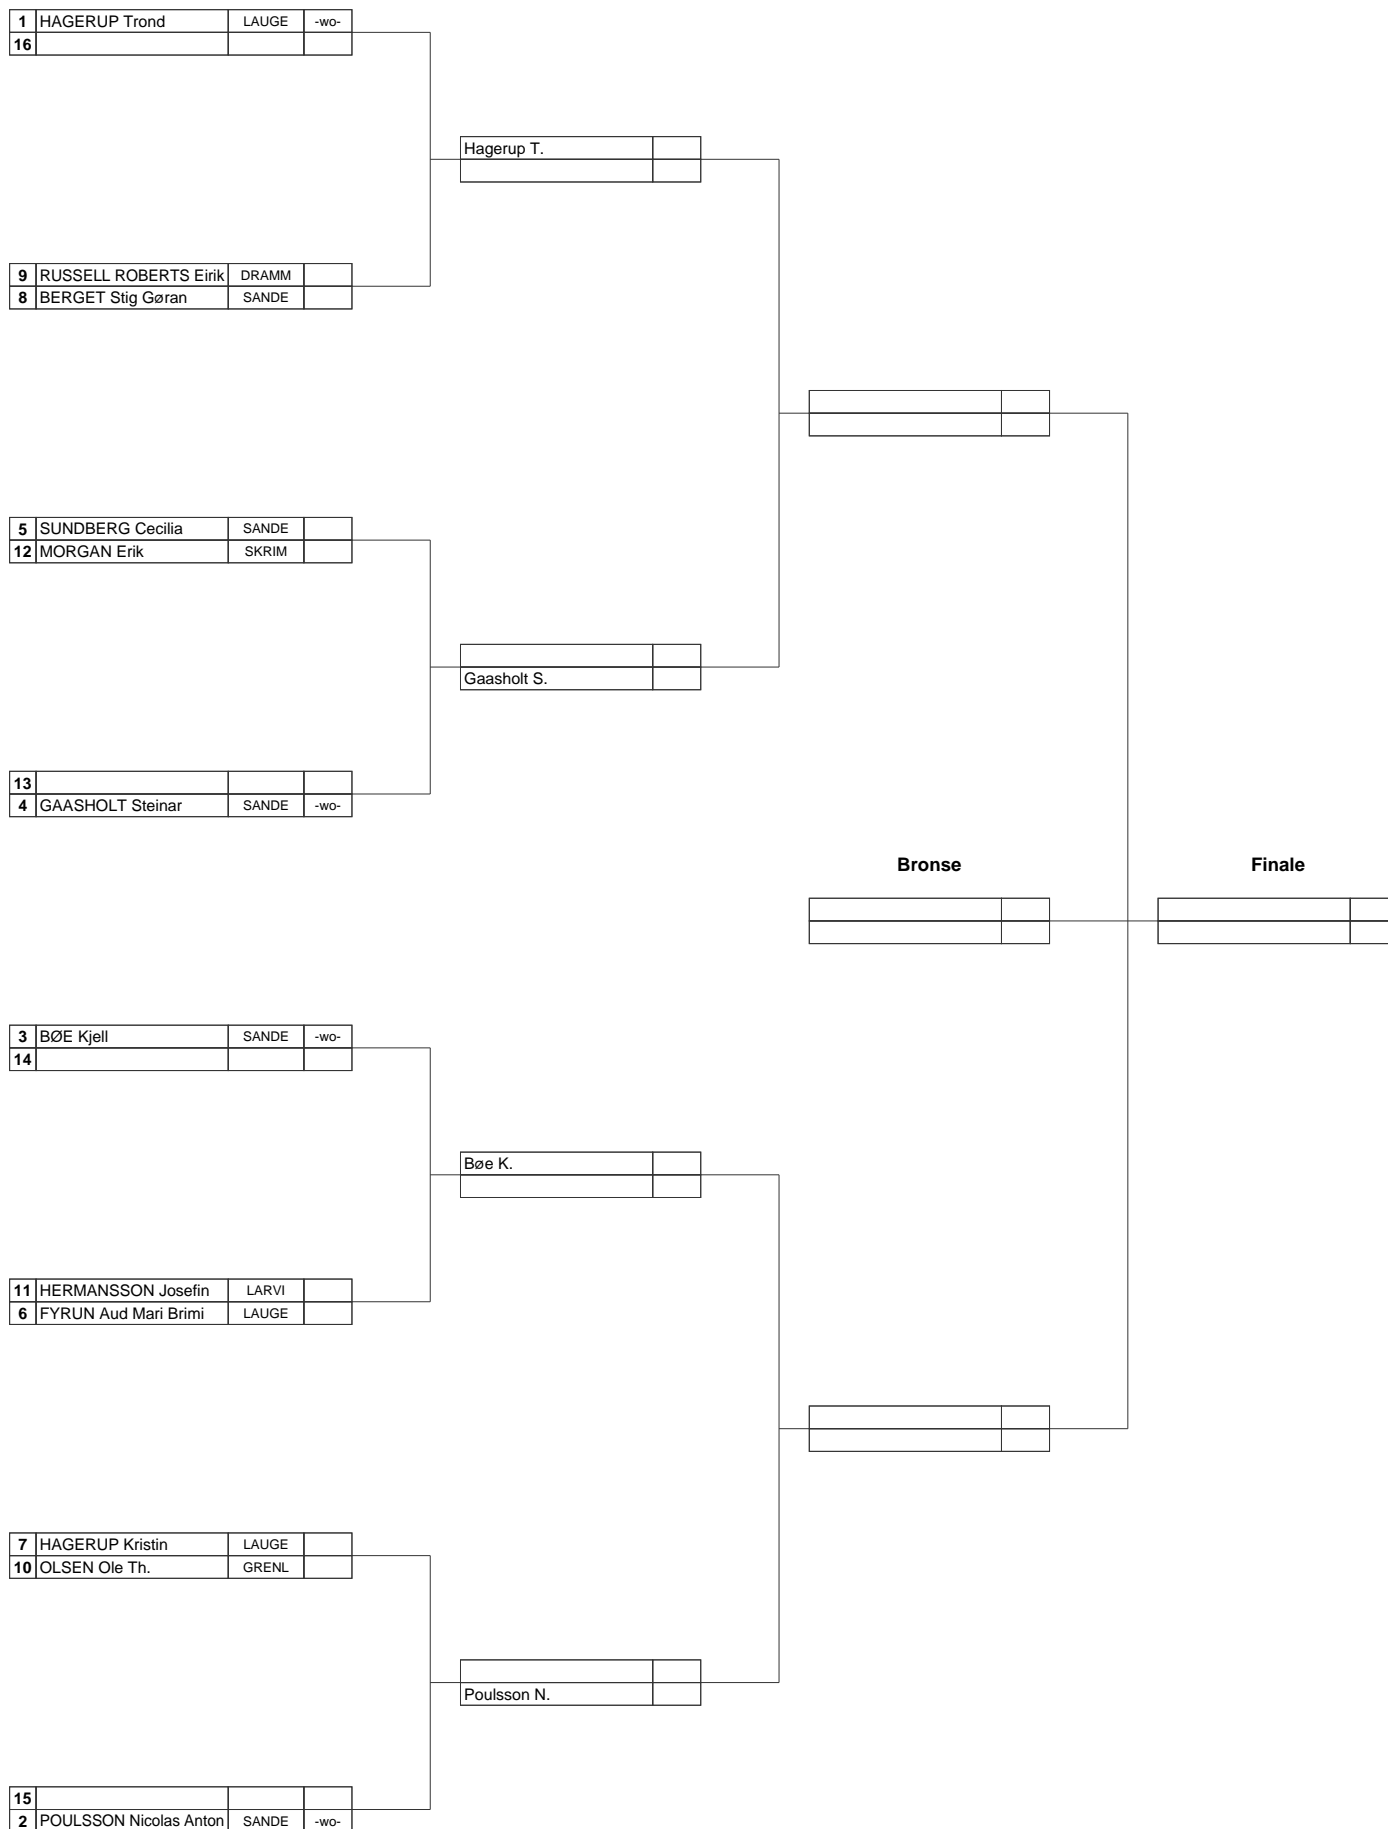 1 HAGERUP Trond LAUGE -wo-
16
Hagerup T.
9 RUSSELL ROBERTS Eirik DRAMM
8 BERGET Stig Gøran SANDE
5 SUNDBERG Cecilia SANDE
12 MORGAN Erik SKRIM
Gaasholt S.
13
4 GAASHOLT Steinar SANDE -wo-
Bronse Finale
3 BØE Kjell SANDE -wo-
14
Bøe K.
11 HERMANSSON Josefin LARVI
6 FYRUN Aud Mari Brimi LAUGE
7 HAGERUP Kristin LAUGE
10 OLSEN Ole Th. GRENL
Poulsson N.
15
2 POULSSON Nicolas Anton SANDE -wo-